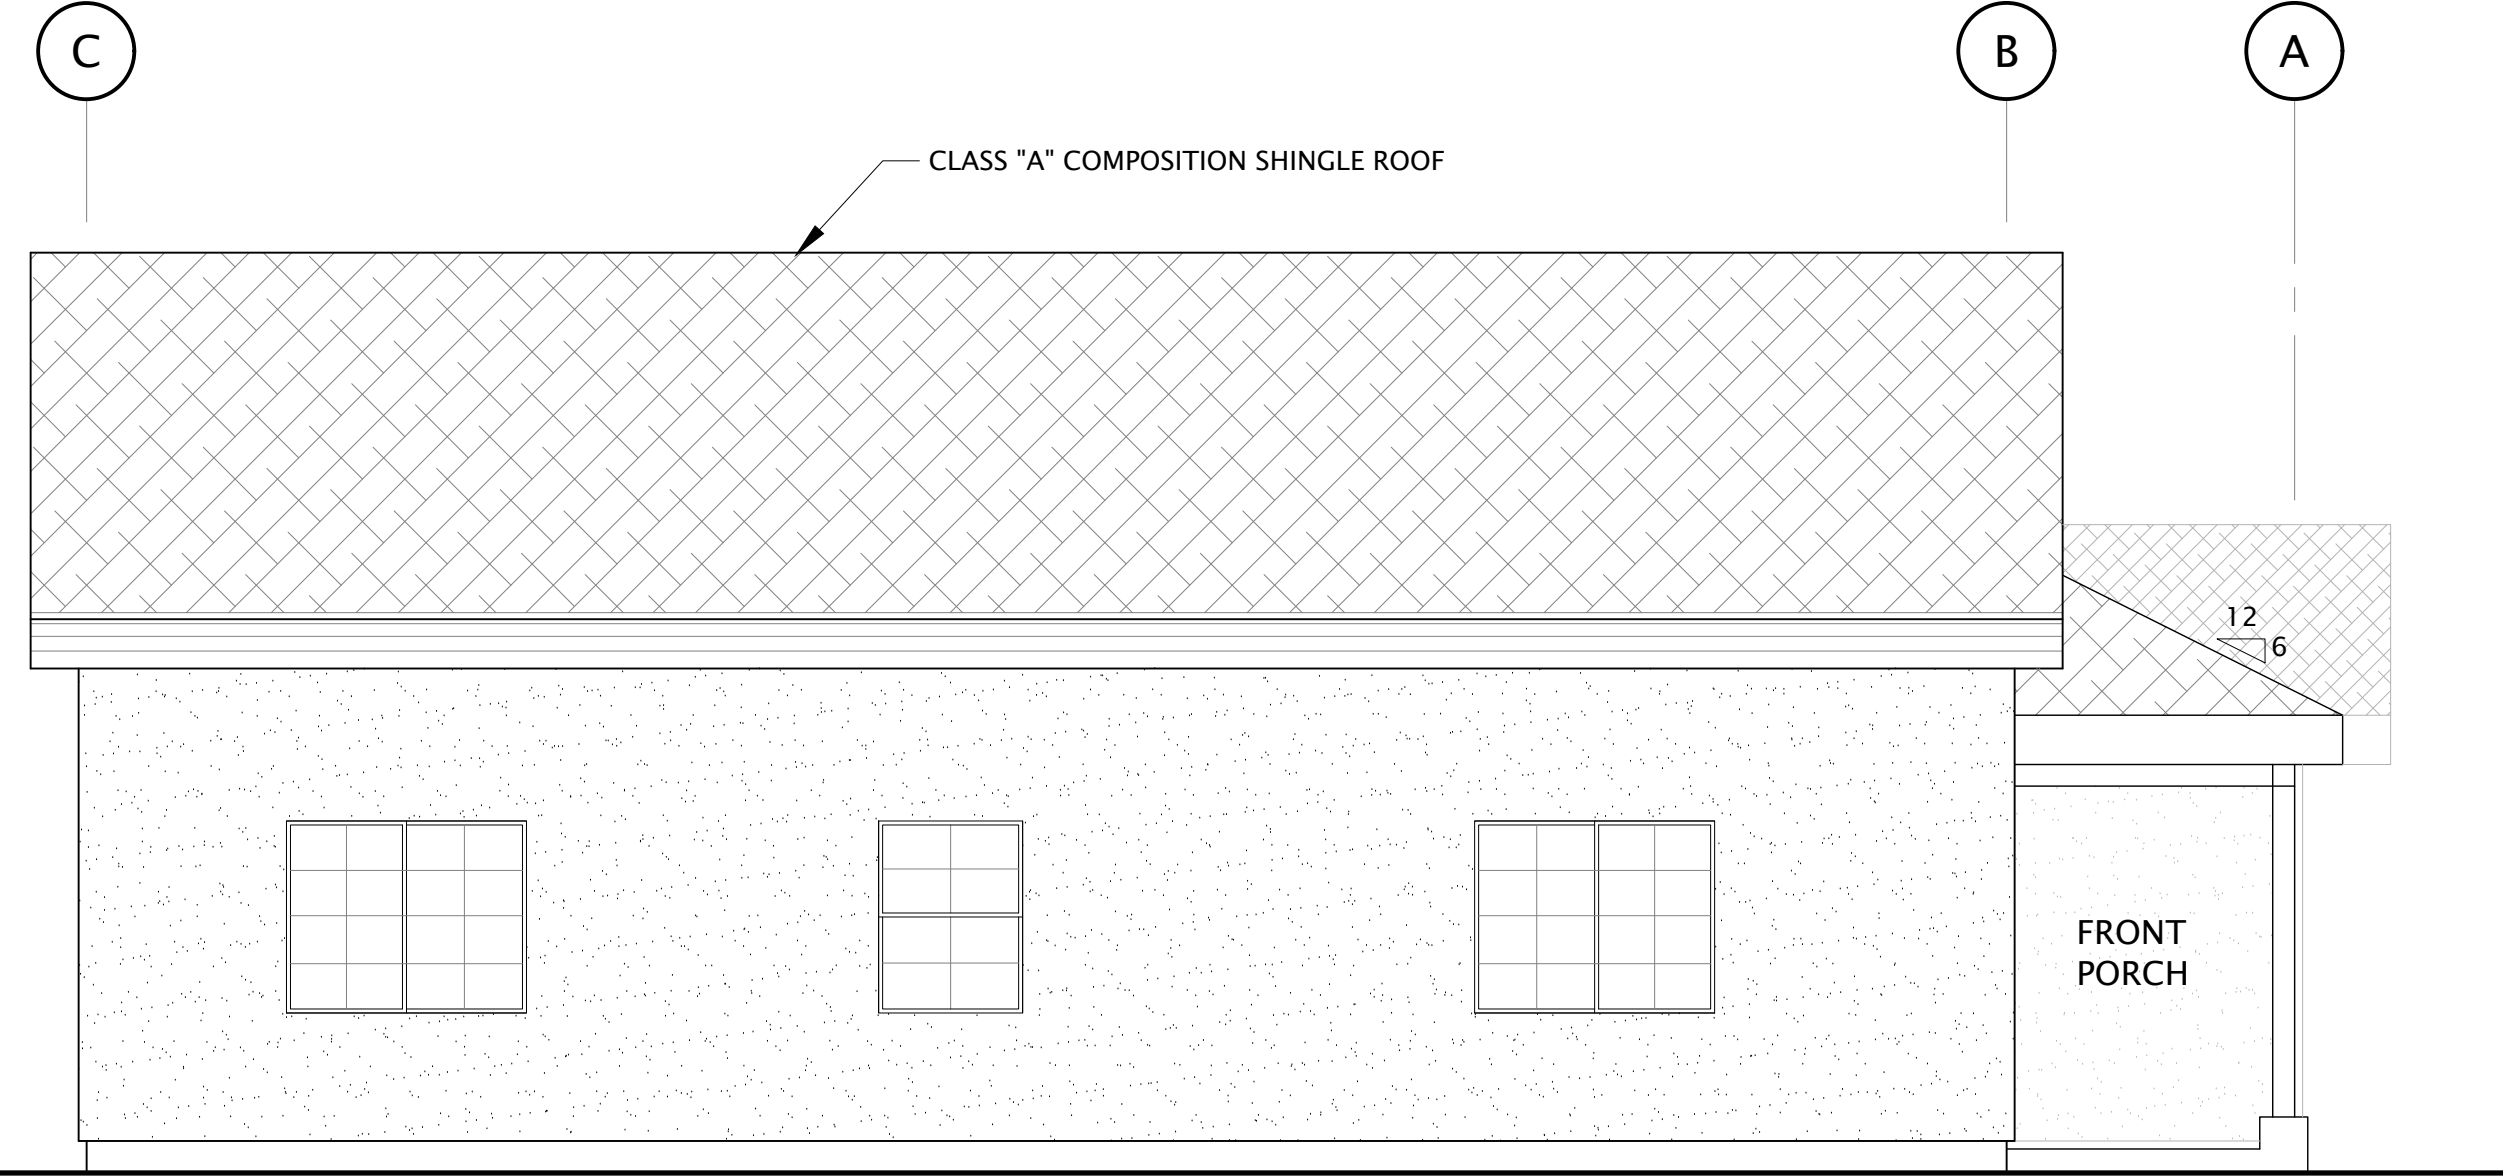 C
B
A
CLASS "A" COMPOSITION SHINGLE ROOF
12
6
FRONT
PORCH